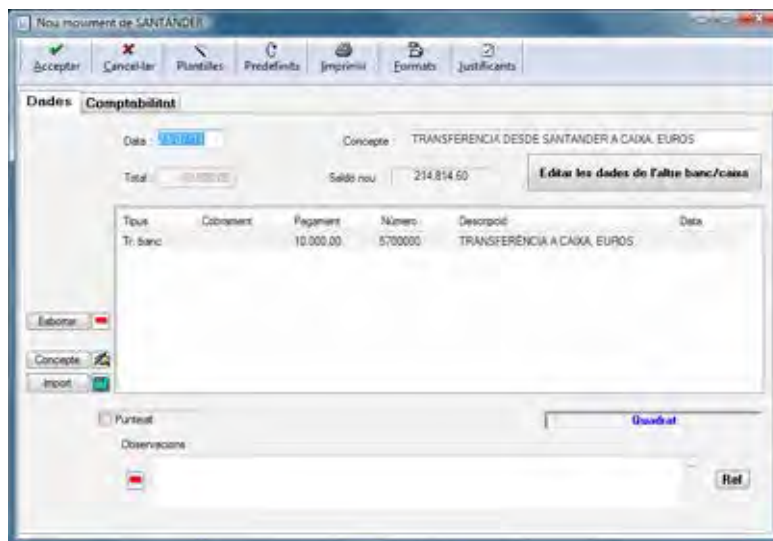 Nou moviment de SANTANDER
Acceptar Cancel·lar Plantilles Predefinits Imprimir Formats Justificants
Dades Comptabilitat
Data : Concepte : TRANSFERENCIA DESDE SANTANDER A CAIXA, EUROS
Total : Saldo nou 214.814,60 Editar les dades de l'altre banc/caixa
Tipus Cobrament Pagament Número Descripció Data
Tr. banc 10.000,00 5700000 TRANSFERÈNCIA A CAIXA, EUROS
Esborrar
Concepte
Import
Puntejat Quadrat
Observacions
Ref